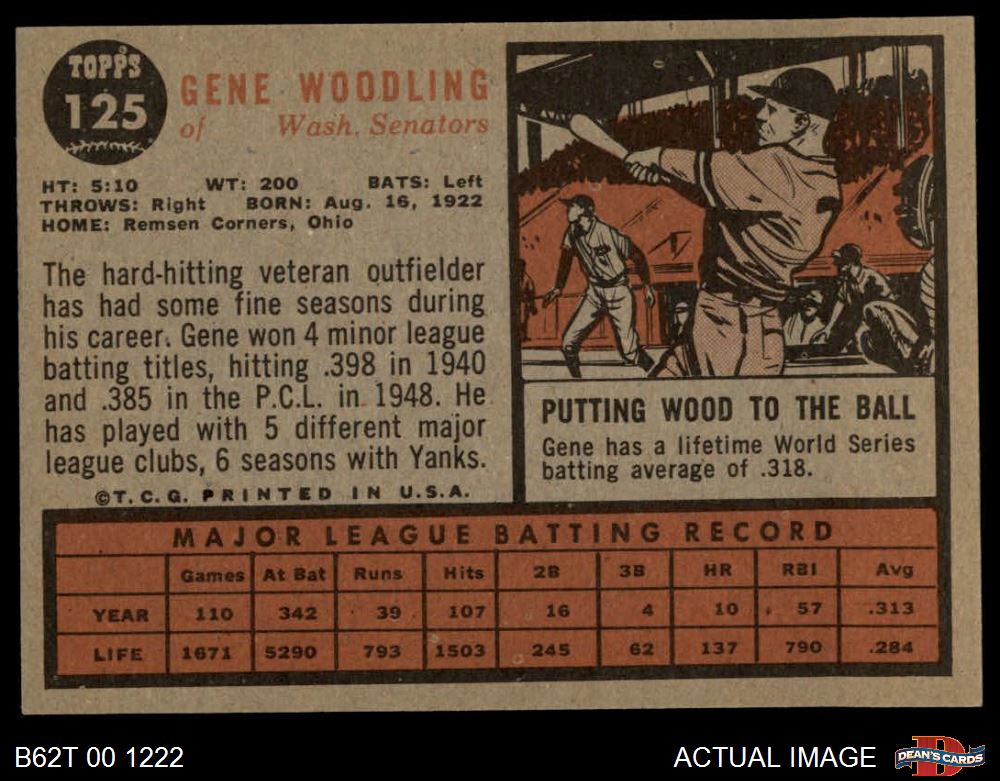 TOPPS
125
GENE WOODLING
of Wash. Senators
HT: 5:10 WT: 200 BATS: Left
THROWS: Right BORN: Aug. 16, 1922
HOME: Remsen Corners, Ohio
The hard-hitting veteran outfielder
has had some fine seasons during
his career. Gene won 4 minor league
batting titles, hitting .398 in 1940
and .385 in the P.C.L. in 1948. He
has played with 5 different major
league clubs, 6 seasons with Yanks.
©T.C.G. PRINTED IN U.S.A.
PUTTING WOOD TO THE BALL
Gene has a lifetime World Series
batting average of .318.
MAJOR LEAGUE BATTING RECORD
Games At Bat Runs Hits 2B 3B HR RBI Avg
YEAR 110 342 39 107 16 4 10 57 .313
LIFE 1671 5290 793 1503 245 62 137 790 .284
B62T 00 1222
ACTUAL IMAGE
D
DEAN'S CARDS